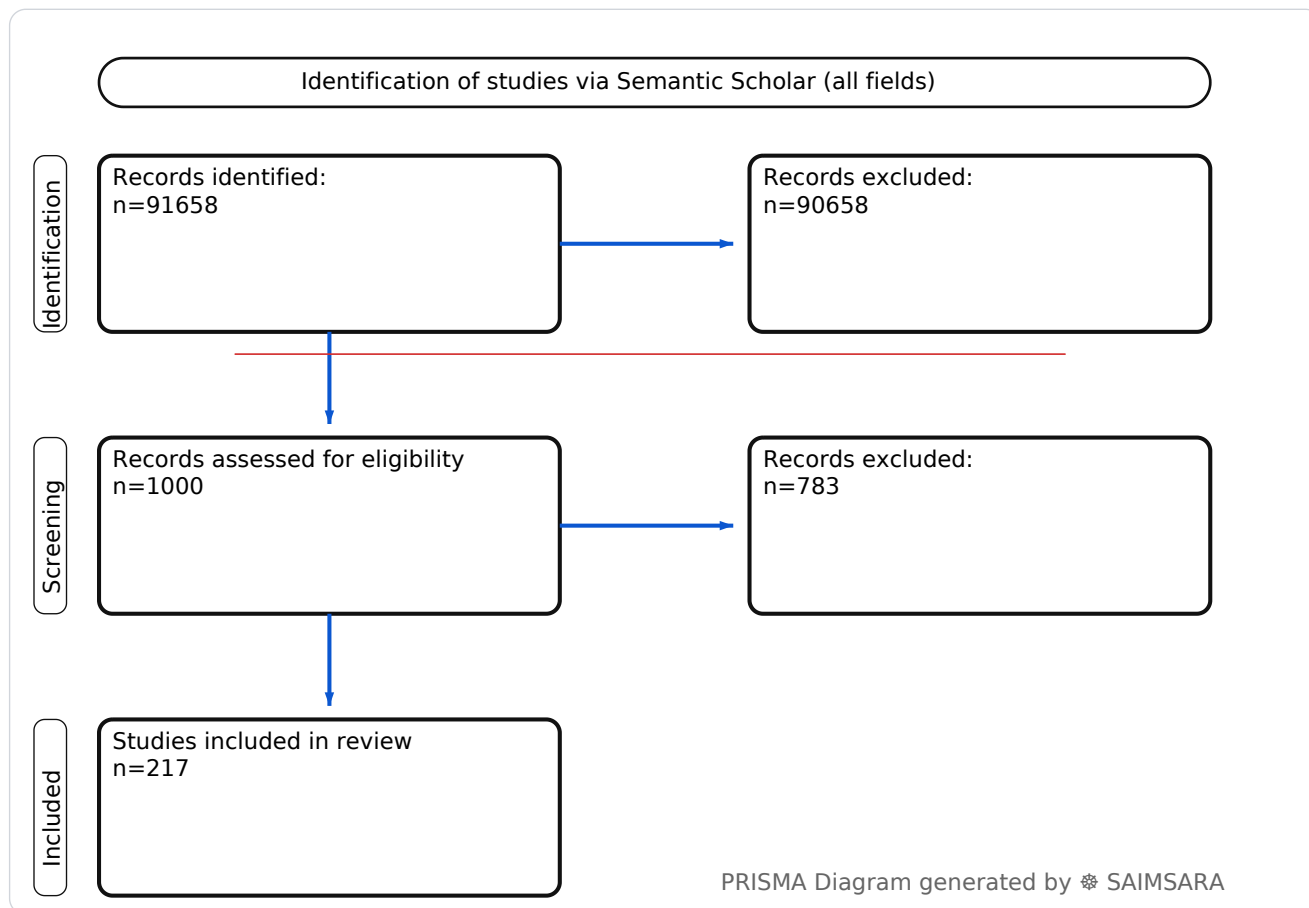 Identification of studies via Semantic Scholar (all fields)
Identification
Records identified:
n=91658
Records excluded:
n=90658
Screening
Records assessed for eligibility
n=1000
Records excluded:
n=783
Included
Studies included in review
n=217
PRISMA Diagram generated by ☸ SAIMSARA